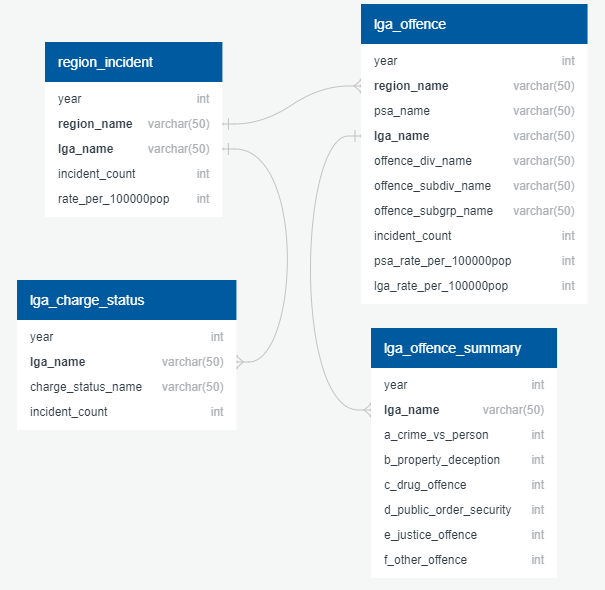 region_incident
year int
region_name varchar(50)
lga_name varchar(50)
incident_count int
rate_per_100000pop int
lga_offence
year int
region_name varchar(50)
psa_name varchar(50)
lga_name varchar(50)
offence_div_name varchar(50)
offence_subdiv_name varchar(50)
offence_subgrp_name varchar(50)
incident_count int
psa_rate_per_100000pop int
lga_rate_per_100000pop int
lga_charge_status
year int
lga_name varchar(50)
charge_status_name varchar(50)
incident_count int
lga_offence_summary
year int
lga_name varchar(50)
a_crime_vs_person int
b_property_deception int
c_drug_offence int
d_public_order_security int
e_justice_offence int
f_other_offence int